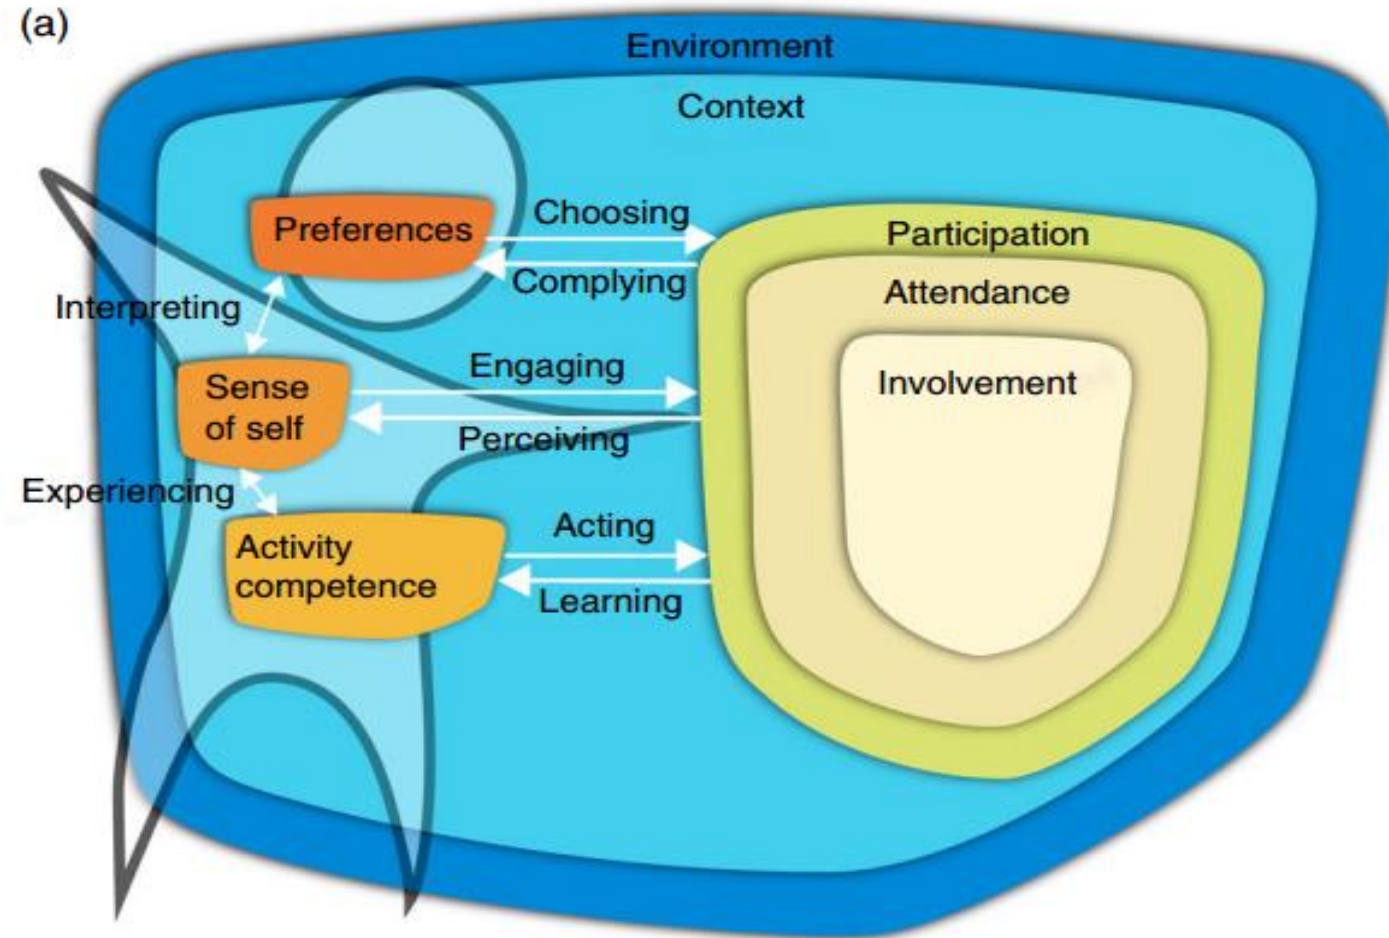 (a)
Environment
Context
Preferences
Choosing
Complying
Participation
Attendance
Involvement
Interpreting
Sense
of self
Engaging
Perceiving
Experiencing
Activity
competence
Acting
Learning